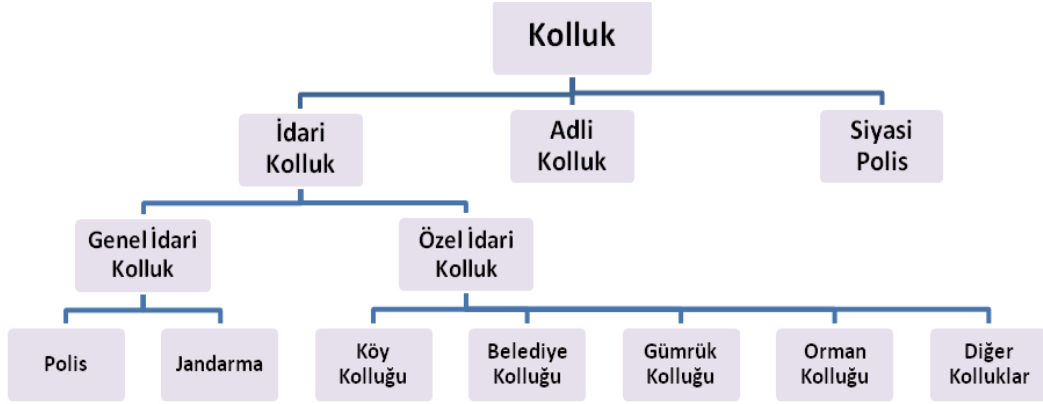 Kolluk
İdari
Kolluk
Adli
Kolluk
Siyasi
Polis
Genel İdari
Kolluk
Özel İdari
Kolluk
Polis
Jandarma
Köy
Kolluğu
Belediye
Kolluğu
Gümrük
Kolluğu
Orman
Kolluğu
Diğer
Kolluklar